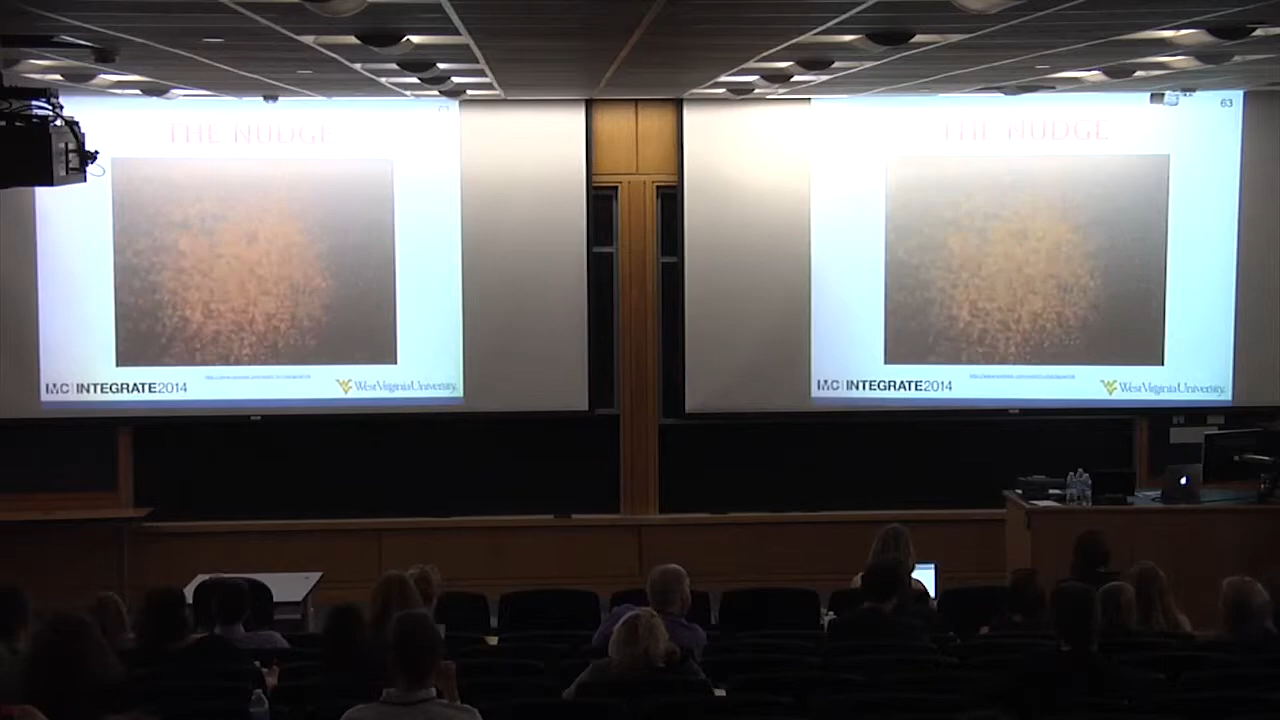 THE NUDGE
IMC | INTEGRATE2014
West Virginia University.
63
THE NUDGE
IMC | INTEGRATE2014
West Virginia University.